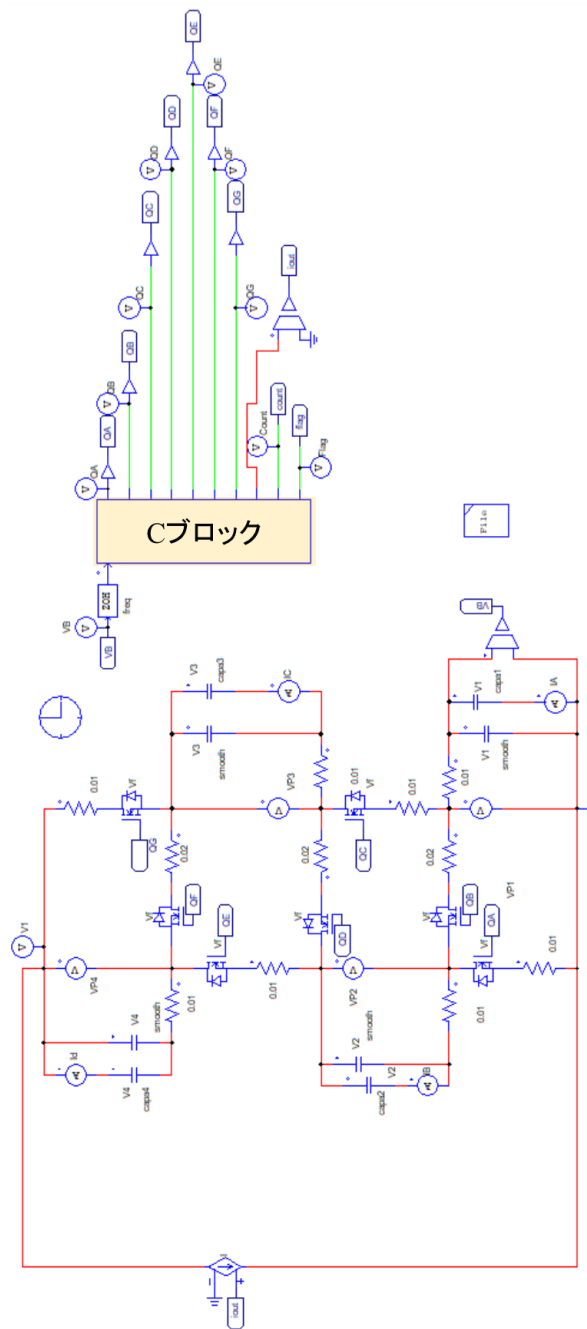 QE
QE
QD
QF
QD
QF
QC
QG
QC
QG
iout
QB
QB
QA
QA
Count
count
flag
Flag
Cブロック
ZOH
freq
VB
VB
File
VB
V3
capa3
IC
V3
smooth
V1
capa1
IA
V1
smooth
0.01
Vf
QG
VP3
0.01
Vf
QC
0.01
0.01
0.02
0.02
0.02
V1
Vf
QF
Vf
QE
Vf
QD
Vf
QB
VP1
Vf
QA
VP4
0.01
VP2
0.01
0.01
smooth
V4
0.01
smooth
V2
Id
V4
capa4
V2
capa2
IB
I
iout